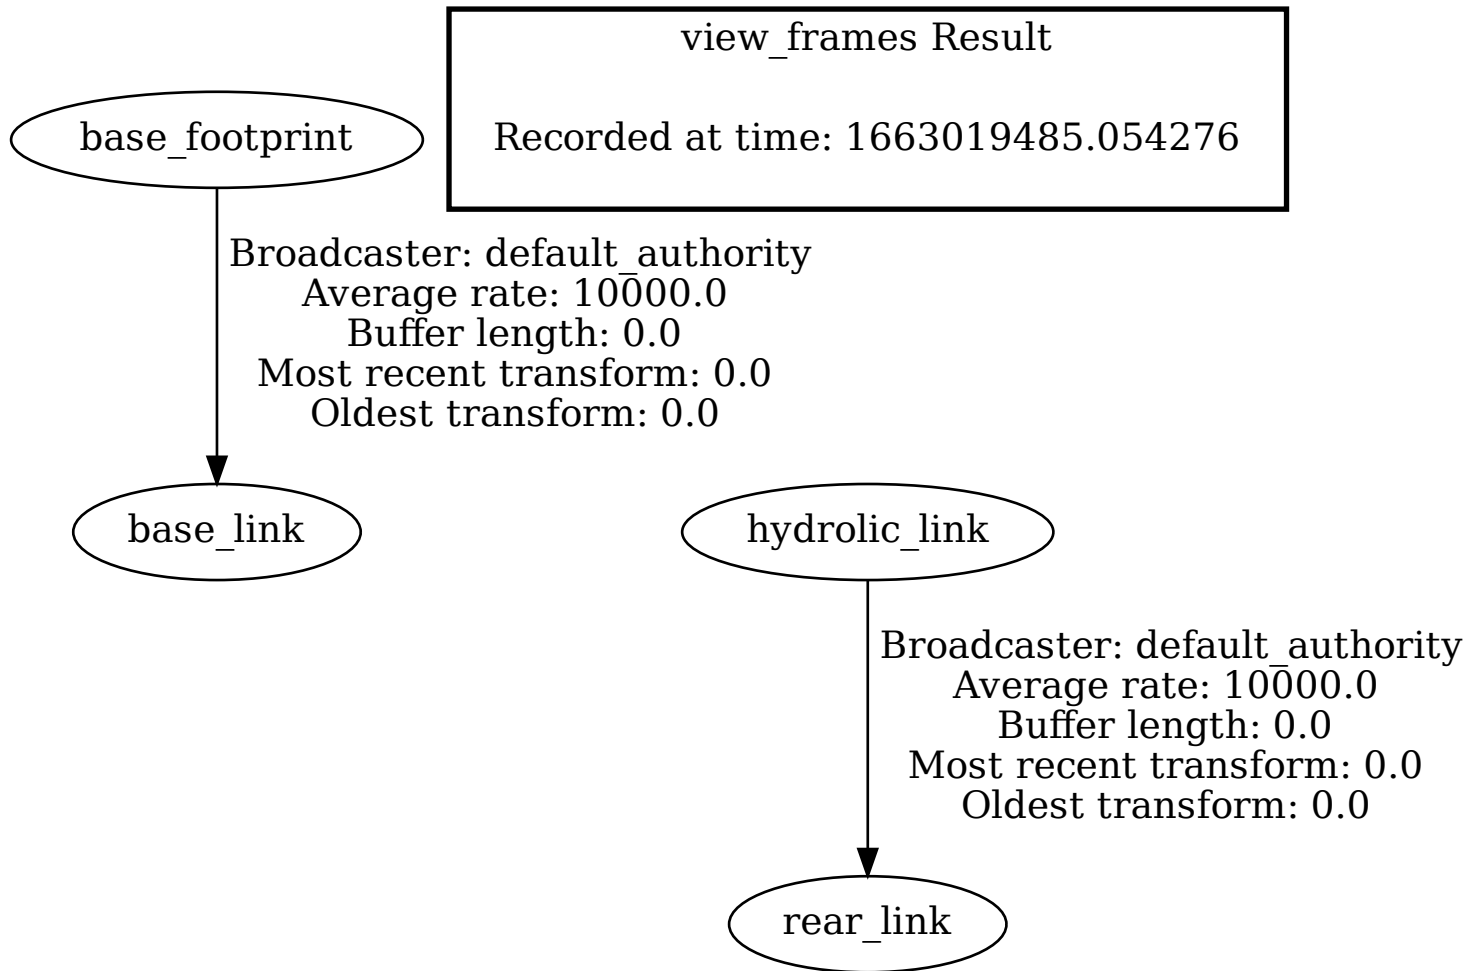 view_frames Result
Recorded at time: 1663019485.054276
base_footprint
Broadcaster: default_authority
Average rate: 10000.0
Buffer length: 0.0
Most recent transform: 0.0
Oldest transform: 0.0
base_link
hydrolic_link
Broadcaster: default_authority
Average rate: 10000.0
Buffer length: 0.0
Most recent transform: 0.0
Oldest transform: 0.0
rear_link